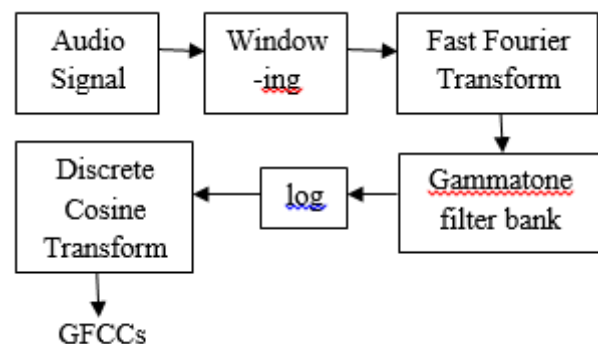 Audio
Signal
Window
-ing
Fast Fourier
Transform
Gammatone
filter bank
log
Discrete
Cosine
Transform
GFCCs